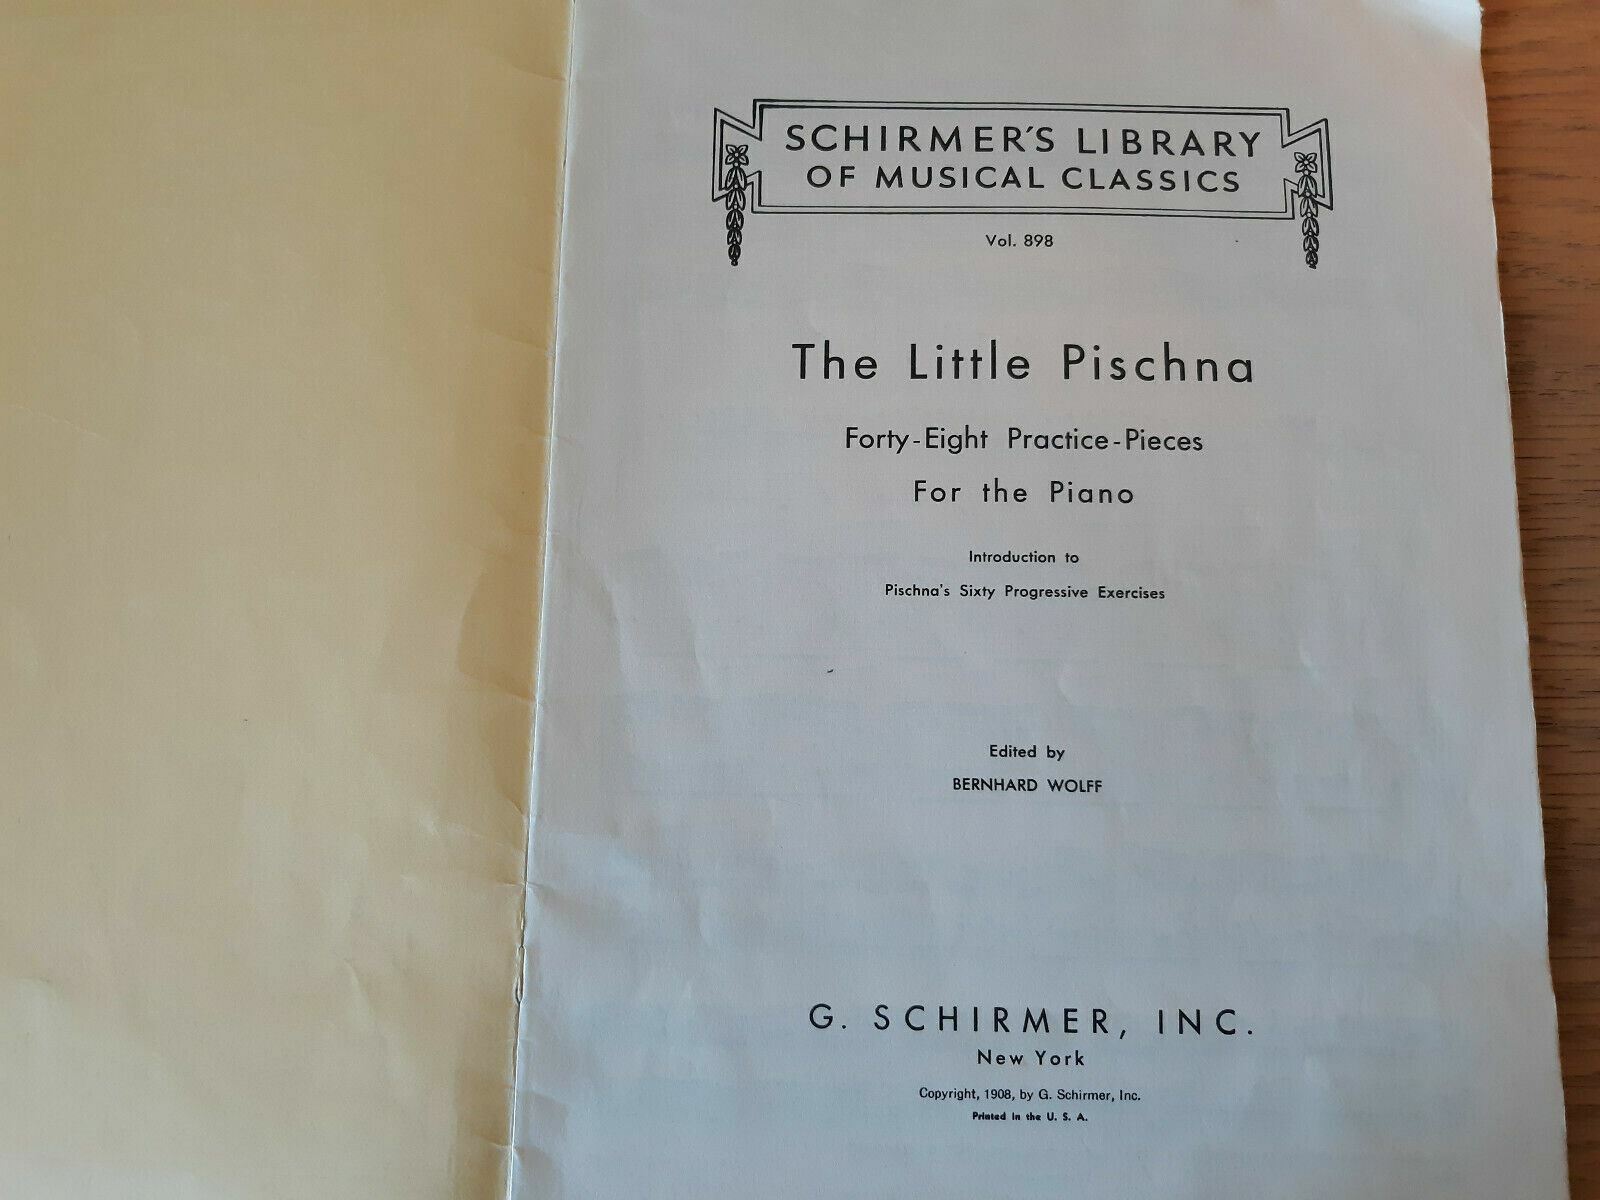 SCHIRMER'S LIBRARY
OF MUSICAL CLASSICS
Vol. 898
The Little Pischna
Forty-Eight Practice-Pieces
For the Piano
Introduction to
Pischna's Sixty Progressive Exercises
Edited by
BERNHARD WOLFF
G. SCHIRMER, INC.
New York
Copyright, 1908, by G. Schirmer, Inc.
Printed in the U. S. A.